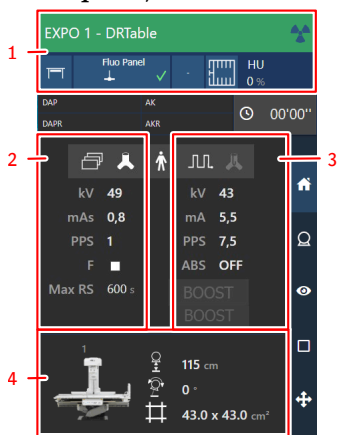 EXPO 1 - DRTable
Fluo Panel
- HU
0 %
1
DAP AK
DAPR AKR
00'00''
2
3
kV 49
mAs 0,8
PPS 1
F
Max RS 600 s
kV 43
mA 5,5
PPS 7,5
ABS OFF
BOOST
BOOST
4
1
115 cm
0 °
43.0 x 43.0 cm²